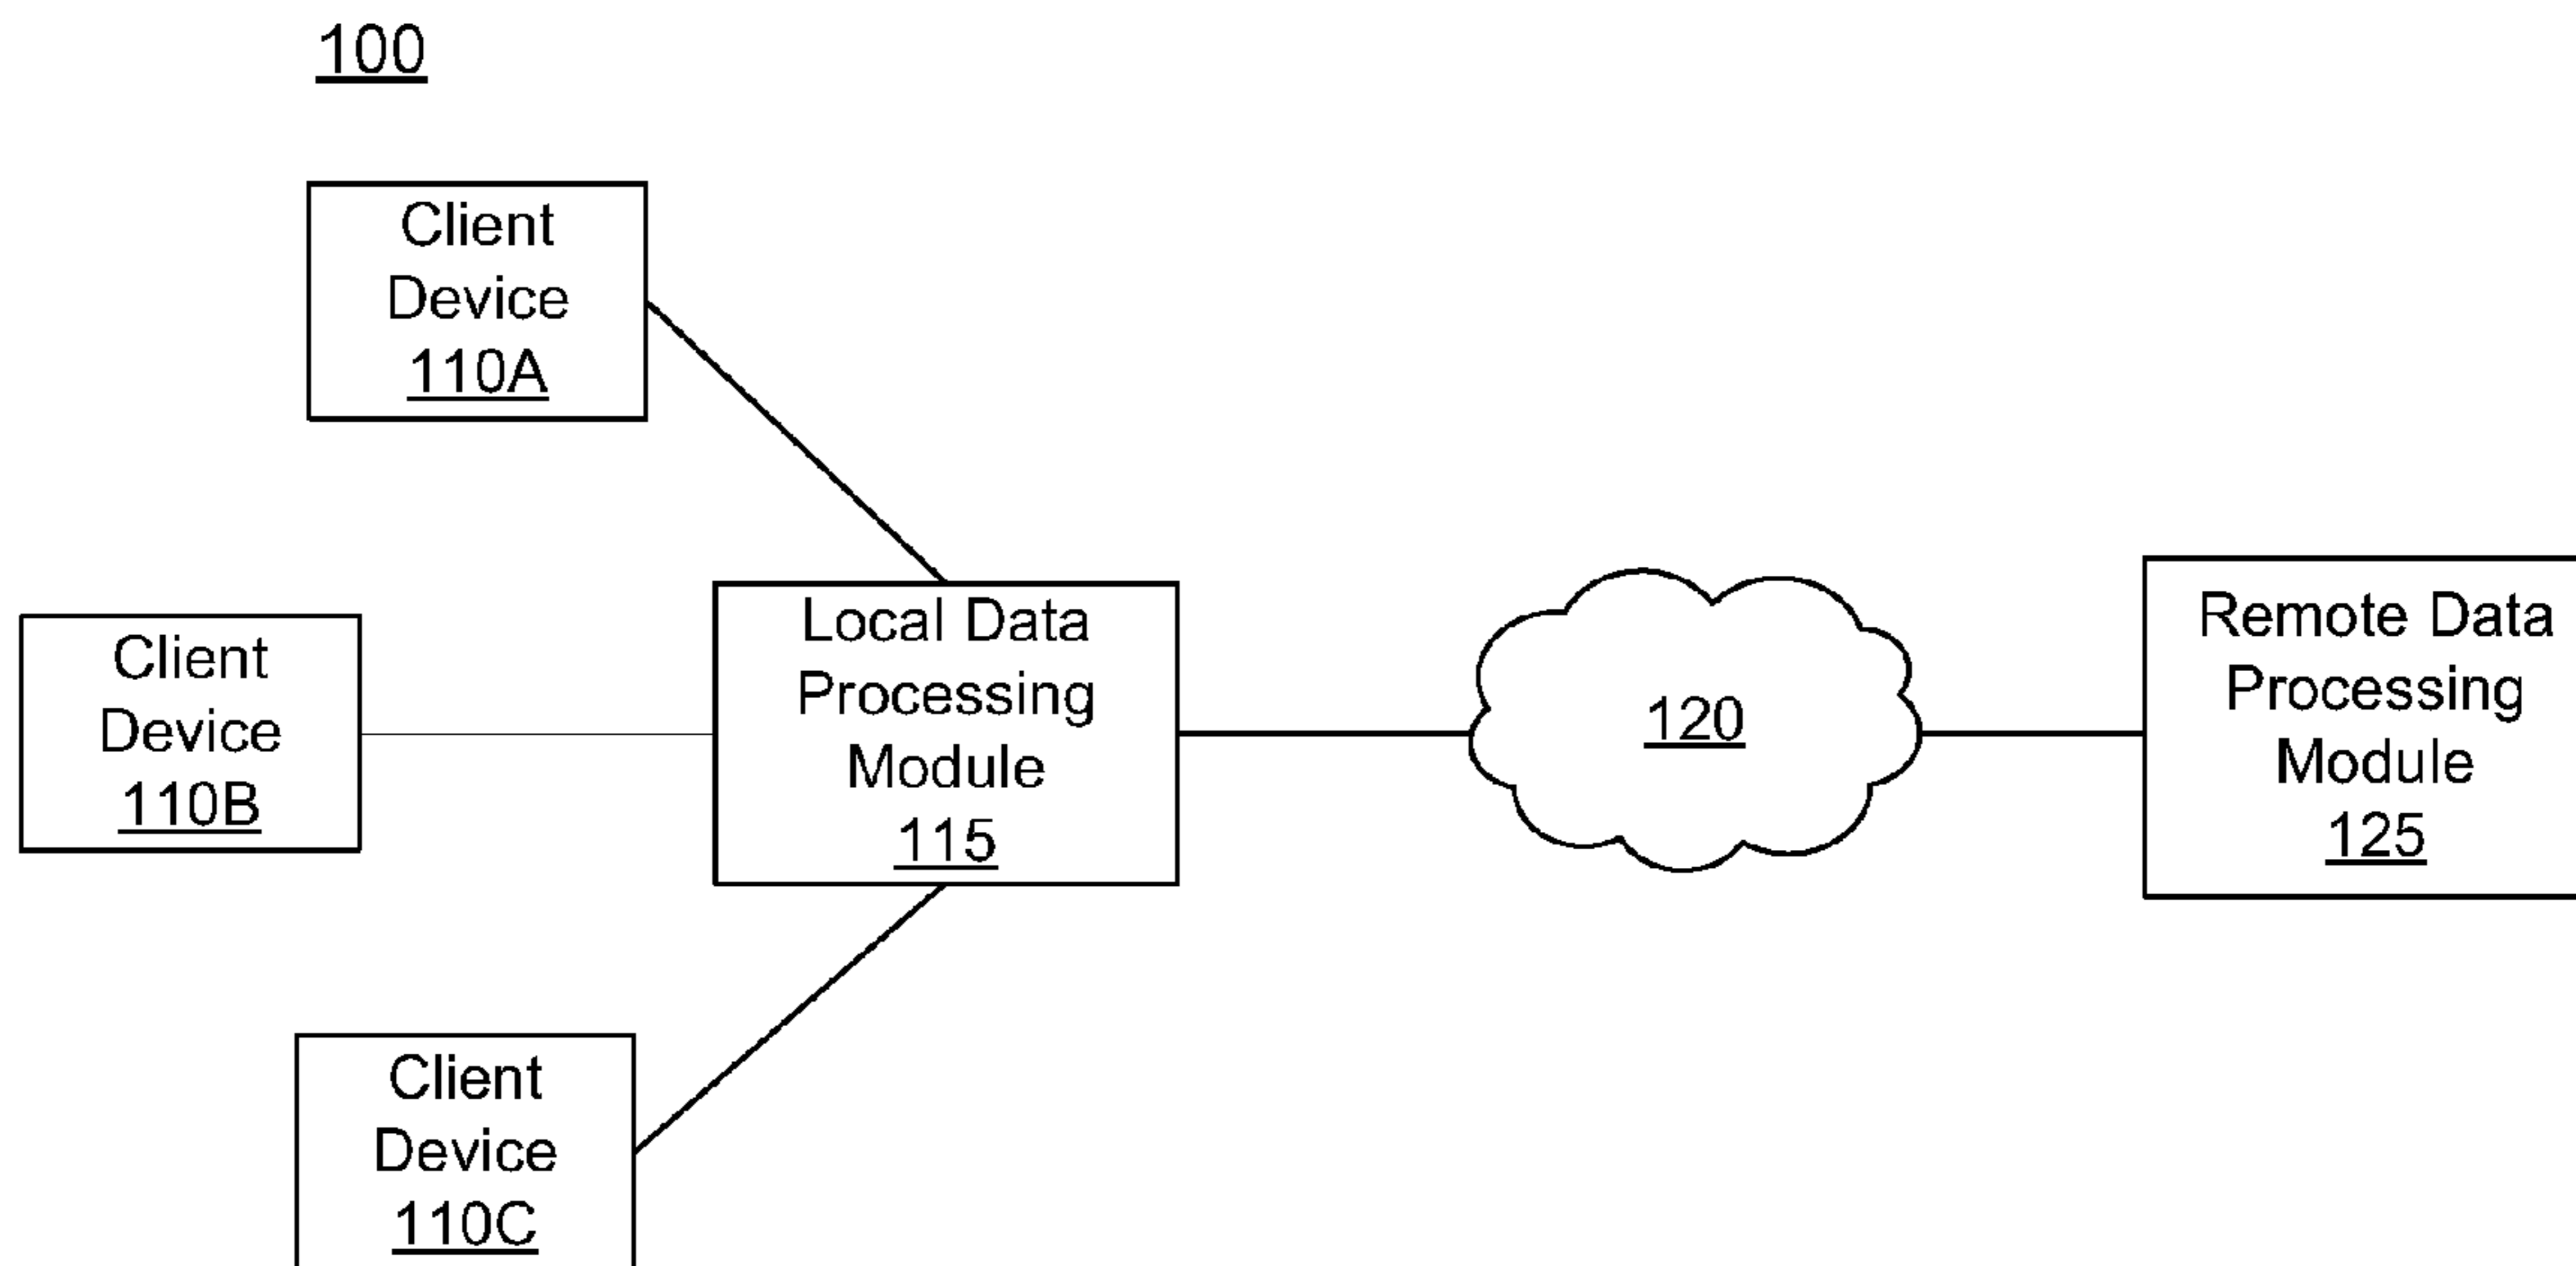 100
Client
Device
110A
Client
Device
110B
Local Data
Processing
Module
115
120
Remote Data
Processing
Module
125
Client
Device
110C